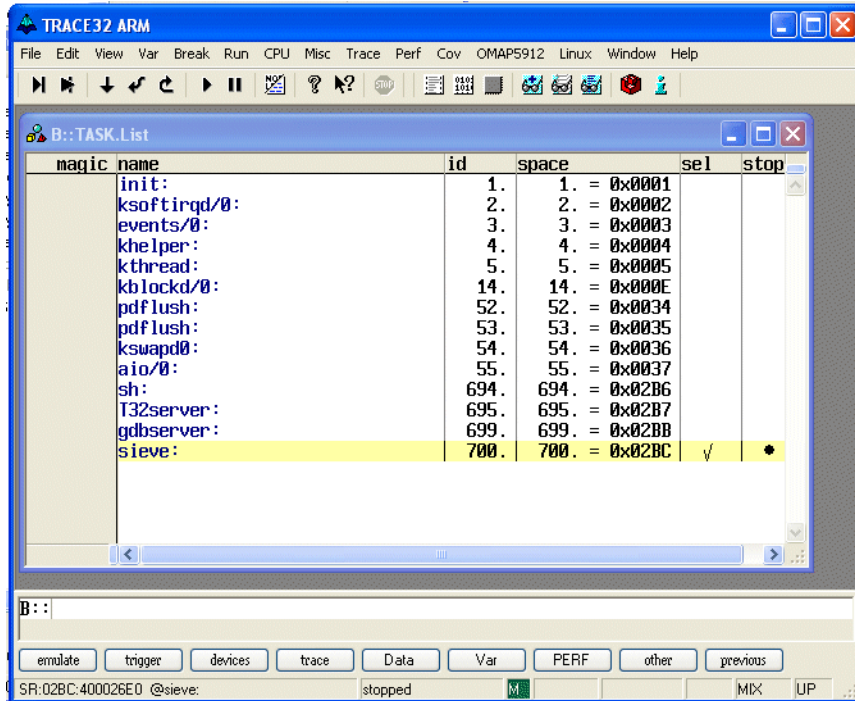 TRACE32 ARM
File Edit View Var Break Run CPU Misc Trace Perf Cov OMAP5912 Linux Window Help
STOP
B::TASK.List
magic name id space sel stop
init: 1. 1. = 0x0001
ksoftirqd/0: 2. 2. = 0x0002
events/0: 3. 3. = 0x0003
khelper: 4. 4. = 0x0004
kthread: 5. 5. = 0x0005
kblockd/0: 14. 14. = 0x000E
pdflush: 52. 52. = 0x0034
pdflush: 53. 53. = 0x0035
kswapd0: 54. 54. = 0x0036
aio/0: 55. 55. = 0x0037
sh: 694. 694. = 0x02B6
T32server: 695. 695. = 0x02B7
gdbserver: 699. 699. = 0x02BB
sieve: 700. 700. = 0x02BC √ •
B::
emulate trigger devices trace Data Var PERF other previous
SR:02BC:400026E0 @sieve: stopped M MIX UP